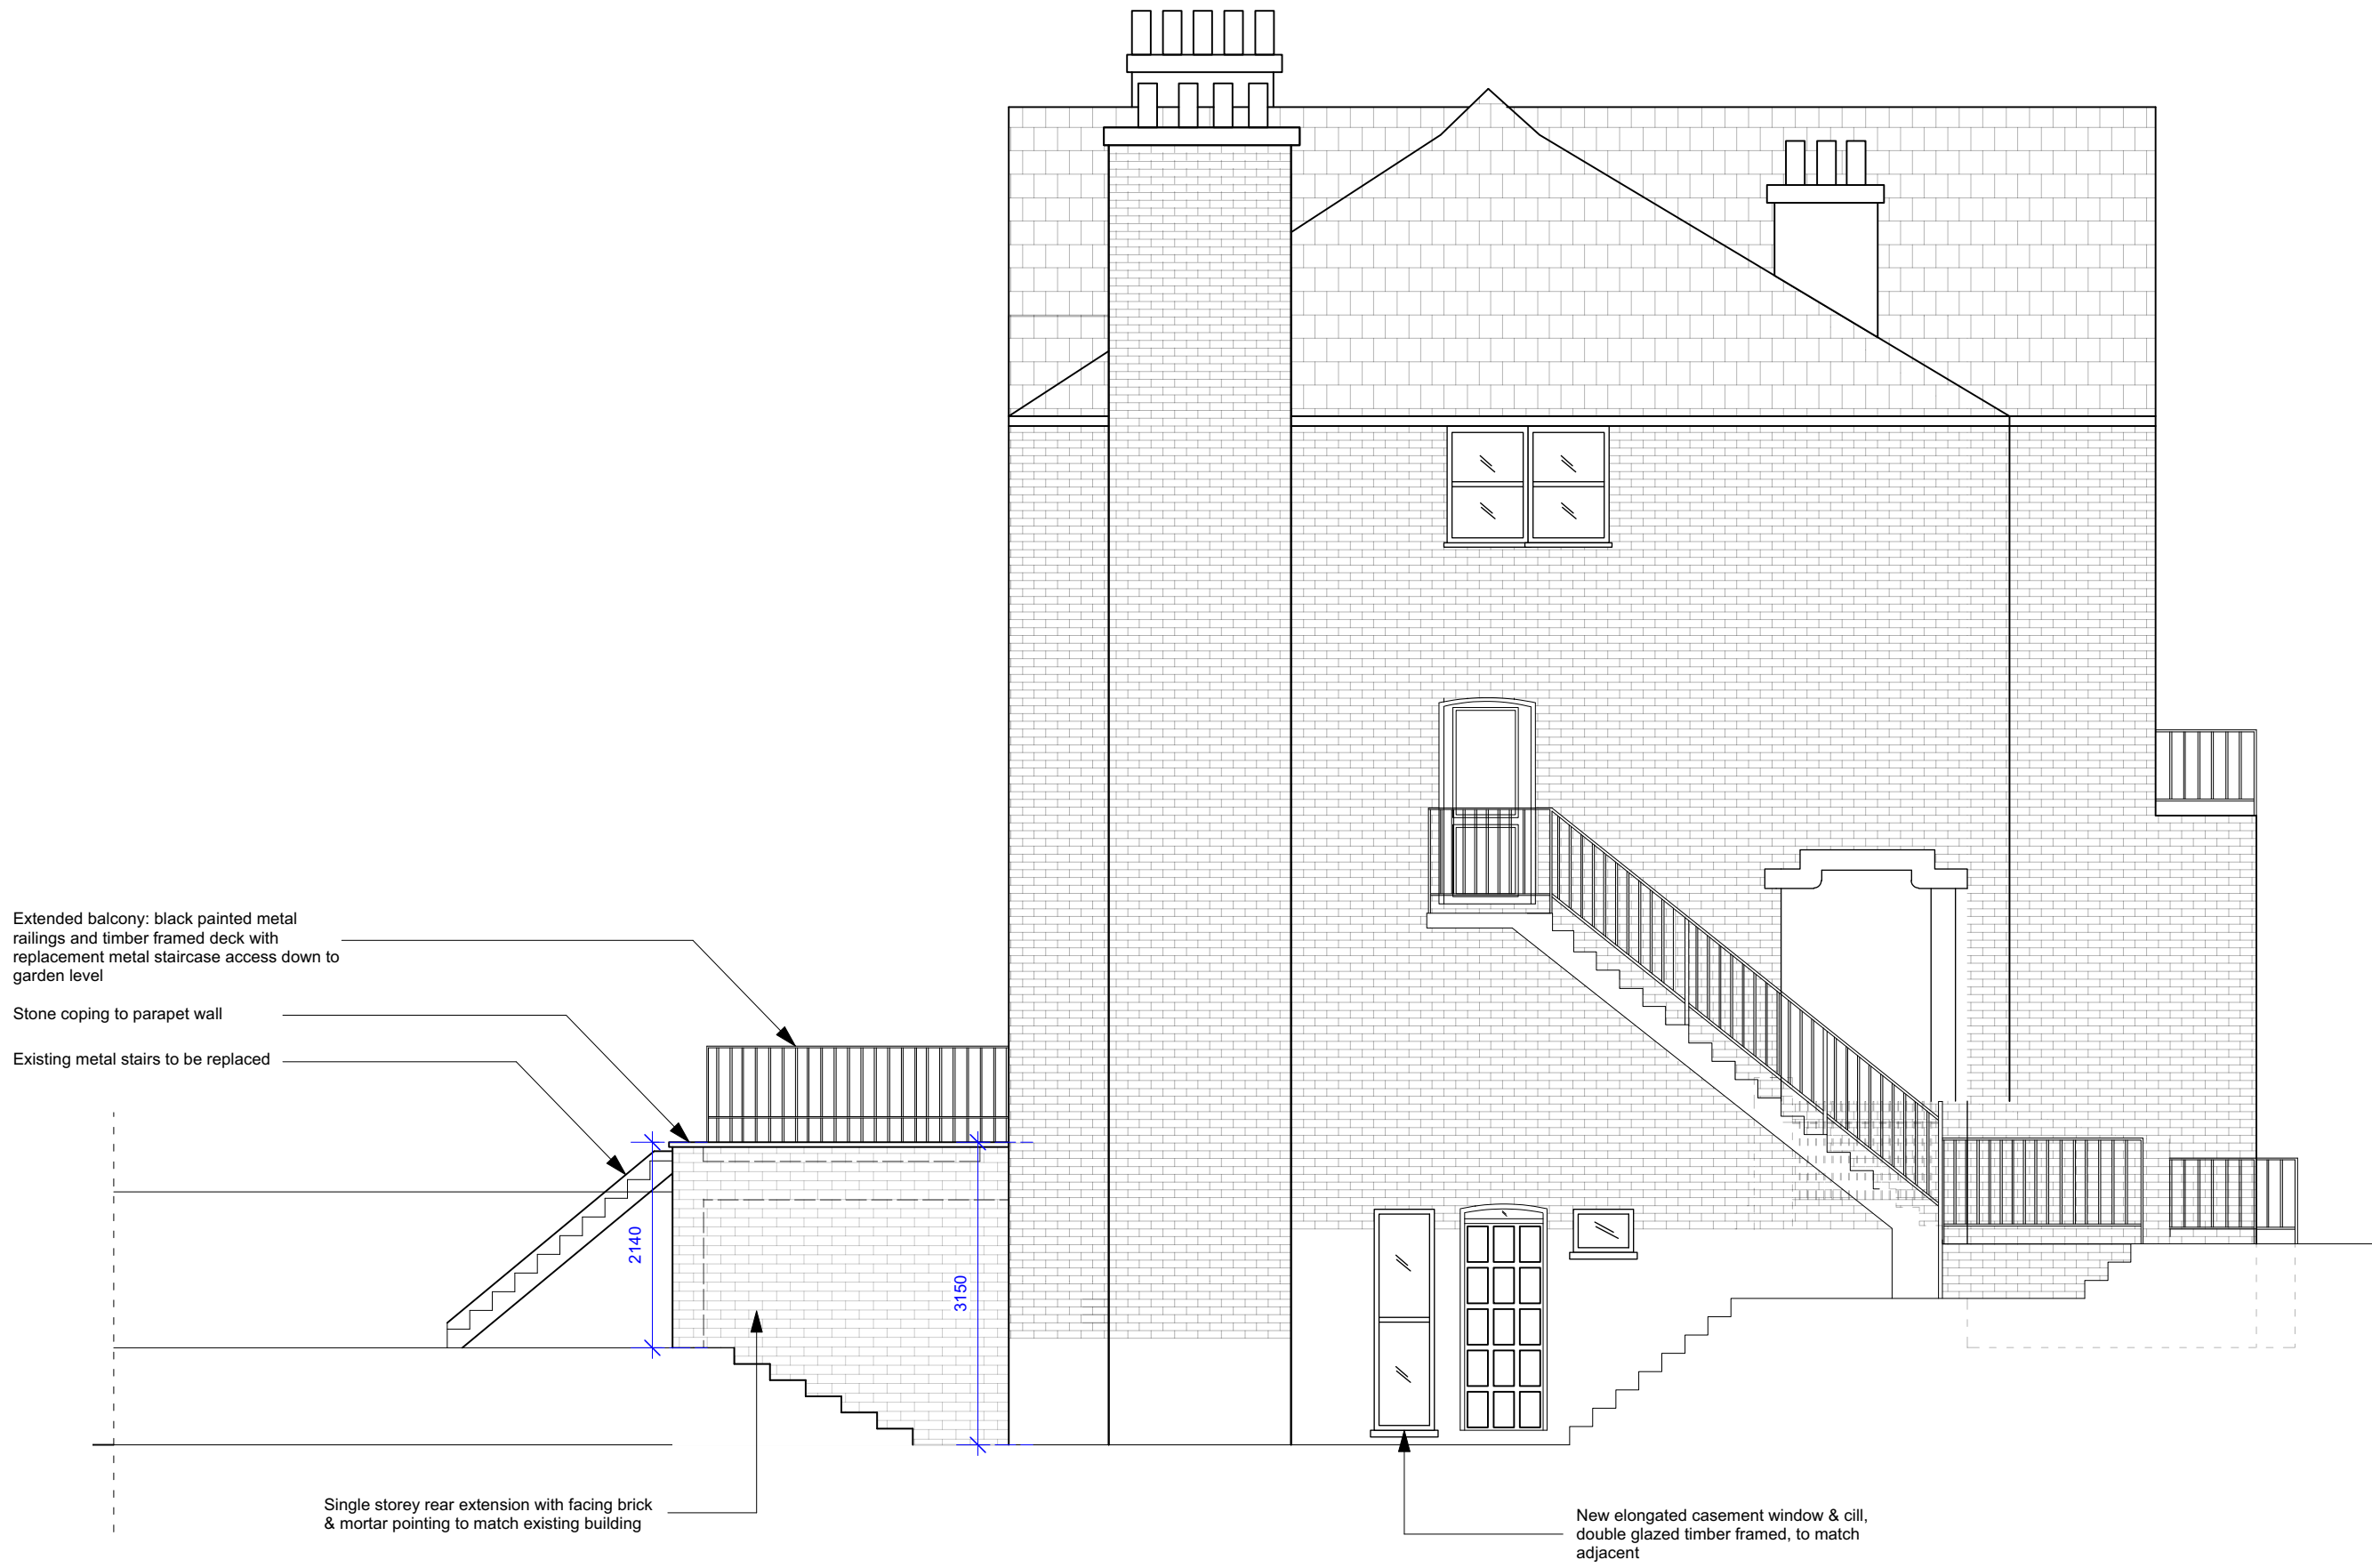 Extended balcony: black painted metal
railings and timber framed deck with
replacement metal staircase access down to
garden level
Stone coping to parapet wall
Existing metal stairs to be replaced
2140
3150
Single storey rear extension with facing brick
& mortar pointing to match existing building
New elongated casement window & cill,
double glazed timber framed, to match
adjacent